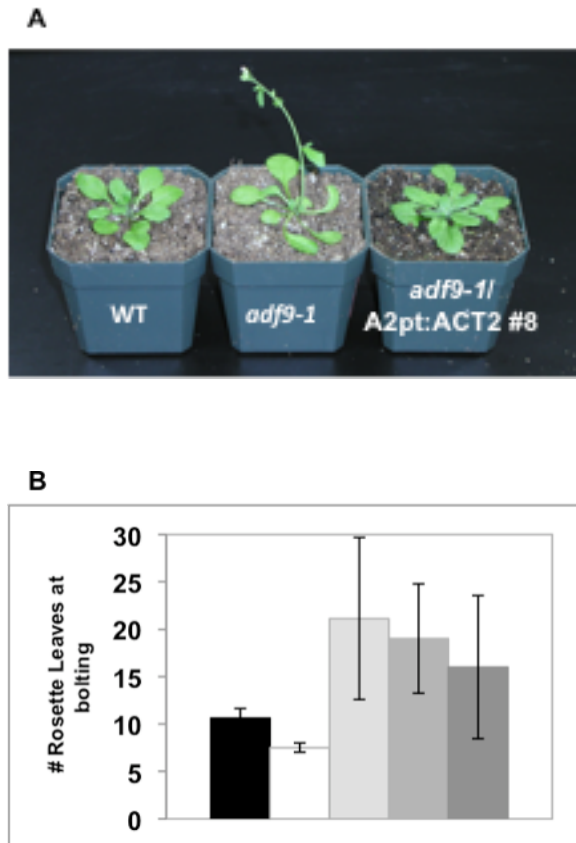 A
WT
adf9-1
adf9-1/
A2pt:ACT2 #8
B
# Rosette Leaves at
bolting
30
25
20
15
10
5
0